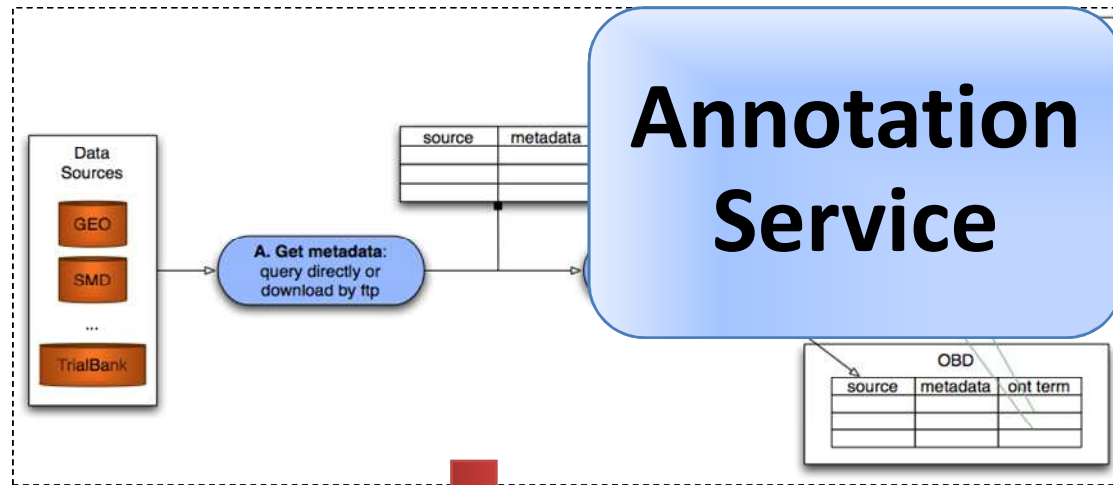 Annotation
Service
Data
Sources
GEO
SMD
...
TrialBank
source metadata
A. Get metadata:
query directly or
download by ftp
OBD
source metadata ont term